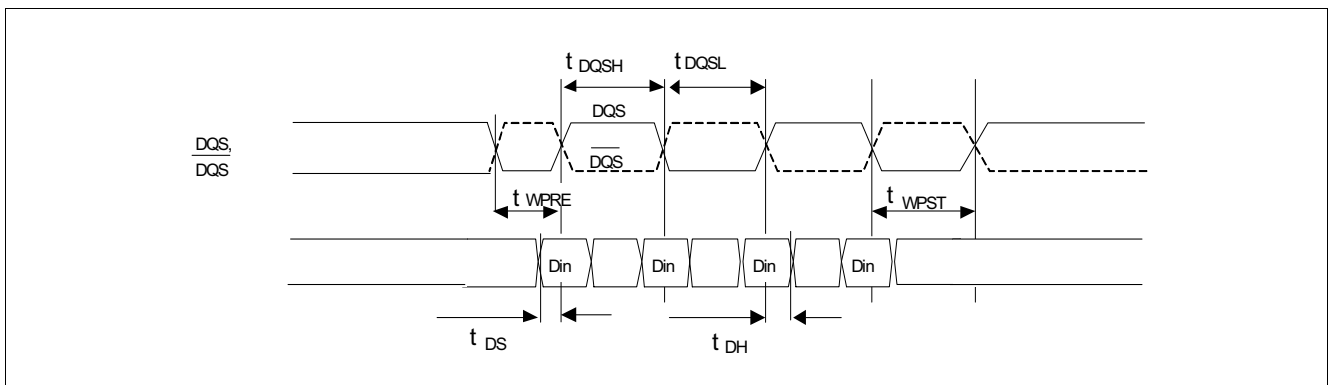 t DQSH
t DQSL
DQS
DQS,
DQS
DQS
t WPRE
t WPST
Din Din Din Din
t DS
t DH